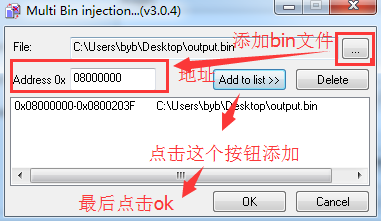 Multi Bin injection...(v3.0.4)
File: C:\Users\byb\Desktop\output.bin ...
添加bin文件
Address 0x 08000000 地址 Add to list >> Delete
0x08000000-0x0800203F C:\Users\byb\Desktop\output.bin
点击这个按钮添加
最后点击ok OK Cancel